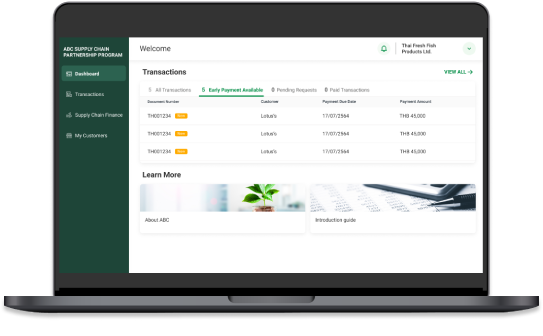 ABC SUPPLY CHAIN
PARTNERSHIP PROGRAM
Dashboard
Transactions
Supply Chain Finance
My Customers
Welcome
Thai Fresh Fish
Products Ltd.
Transactions
VIEW ALL
5 All Transactions 5 Early Payment Available 0 Pending Requests 0 Paid Transactions
Document Number Customer Payment Due Date Payment Amount
TH001234 Lotus's 17/07/2564 THB 45,000
TH001234 Lotus's 17/07/2564 THB 45,000
TH001234 Lotus's 17/07/2564 THB 45,000
Learn More
About ABC
Introduction guide